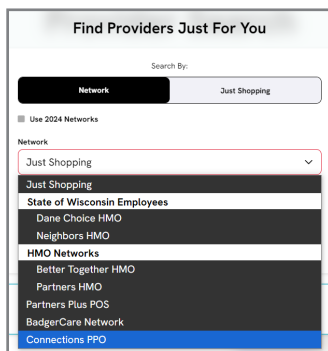 Find Providers Just For You
Search By:
Network Just Shopping
Use 2024 Networks
Network
Just Shopping
Just Shopping
State of Wisconsin Employees
Dane Choice HMO
Neighbors HMO
HMO Networks
Better Together HMO
Partners HMO
Partners Plus POS
BadgerCare Network
Connections PPO